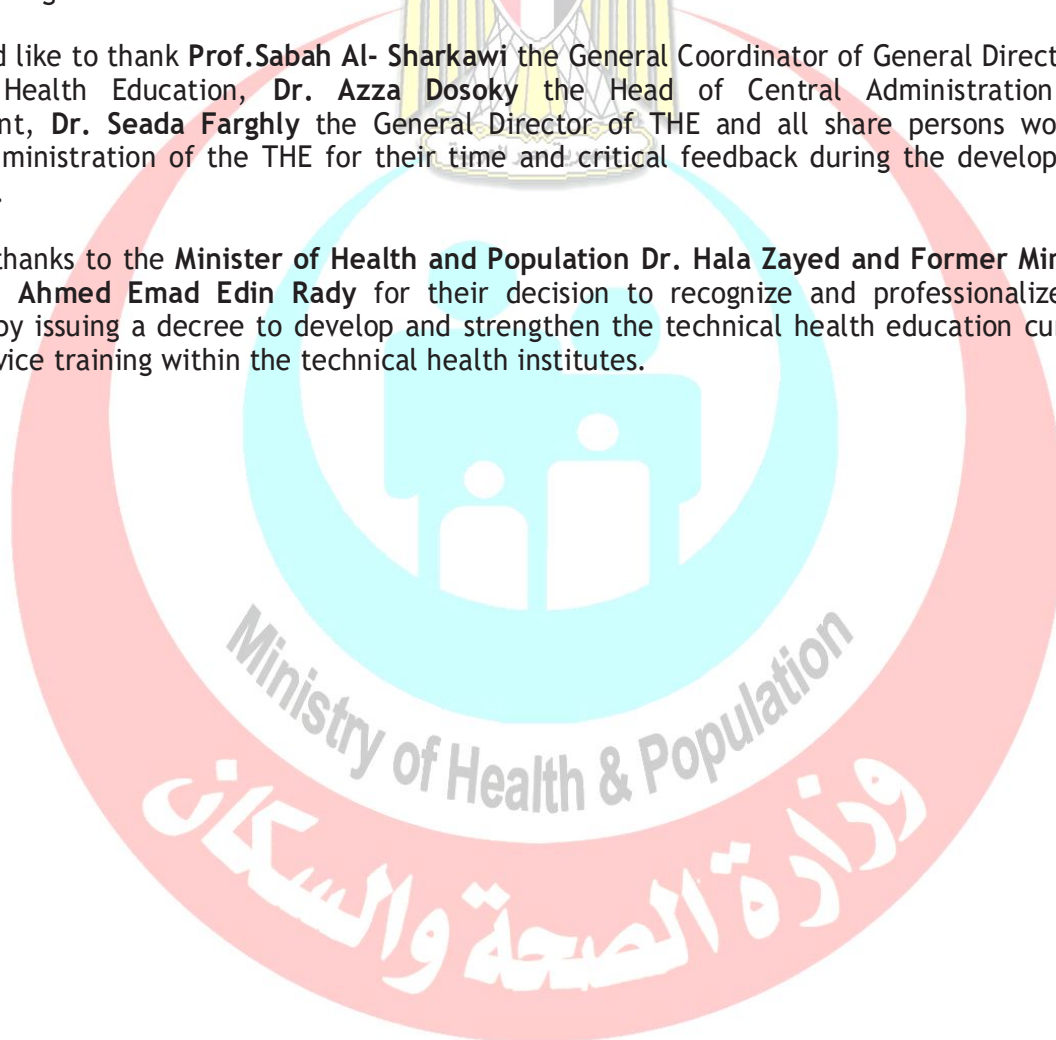 like to thank Prof.Sabah Al- Sharkawi the General Coordinator of General Direct
Health Education, Dr. Azza Dosoky the Head of Central Administration
nt, Dr. Seada Farghly the General Director of THE and all share persons wo
ministration of the THE for their time and critical feedback during the develop
thanks to the Minister of Health and Population Dr. Hala Zayed and Former Min
Ahmed Emad Edin Rady for their decision to recognize and professionalize
by issuing a decree to develop and strengthen the technical health education cur
vice training within the technical health institutes.
Ministry of Health & Population
وزارة الصحة والسكان